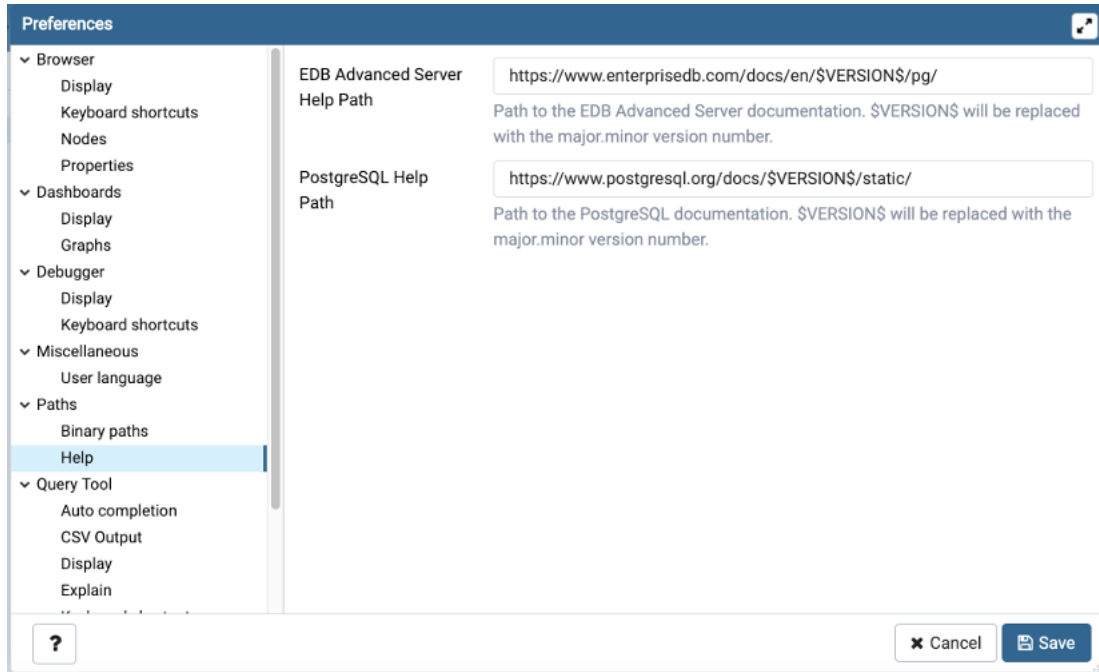 Preferences
Browser
Display
Keyboard shortcuts
Nodes
Properties
Dashboards
Display
Graphs
Debugger
Display
Keyboard shortcuts
Miscellaneous
User language
Paths
Binary paths
Help
Query Tool
Auto completion
CSV Output
Display
Explain
EDB Advanced Server
Help Path
https://www.enterprisedb.com/docs/en/$VERSION$/pg/
Path to the EDB Advanced Server documentation. $VERSION$ will be replaced
with the major.minor version number.
PostgreSQL Help
Path
https://www.postgresql.org/docs/$VERSION$/static/
Path to the PostgreSQL documentation. $VERSION$ will be replaced with the
major.minor version number.
?
Cancel
Save